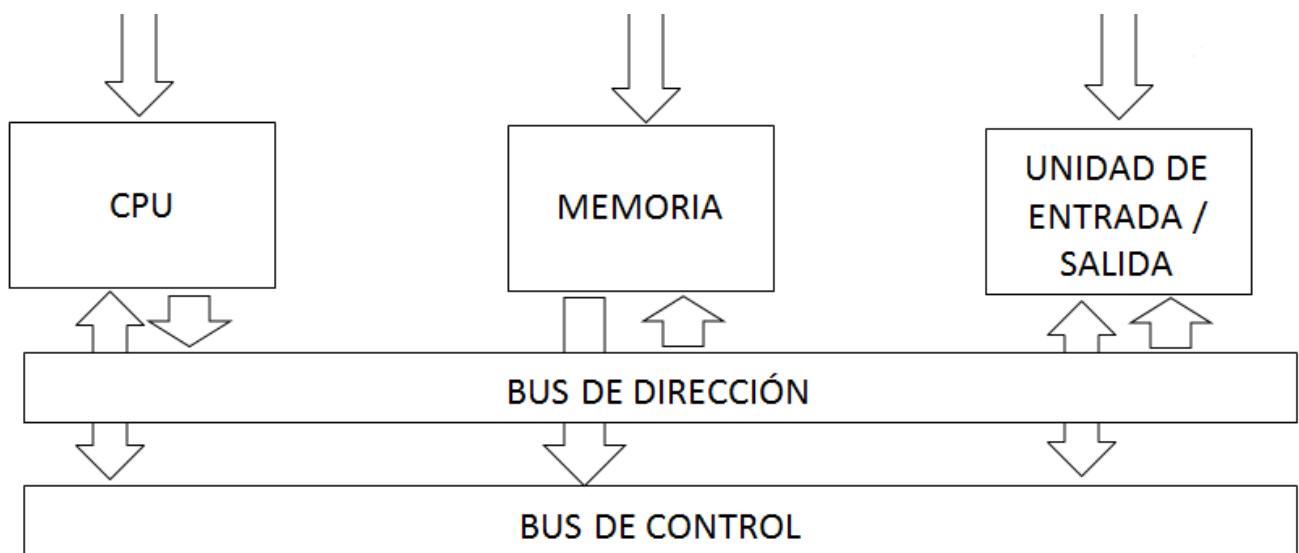 CPU
MEMORIA
UNIDAD DE
ENTRADA /
SALIDA
BUS DE DIRECCIÓN
BUS DE CONTROL